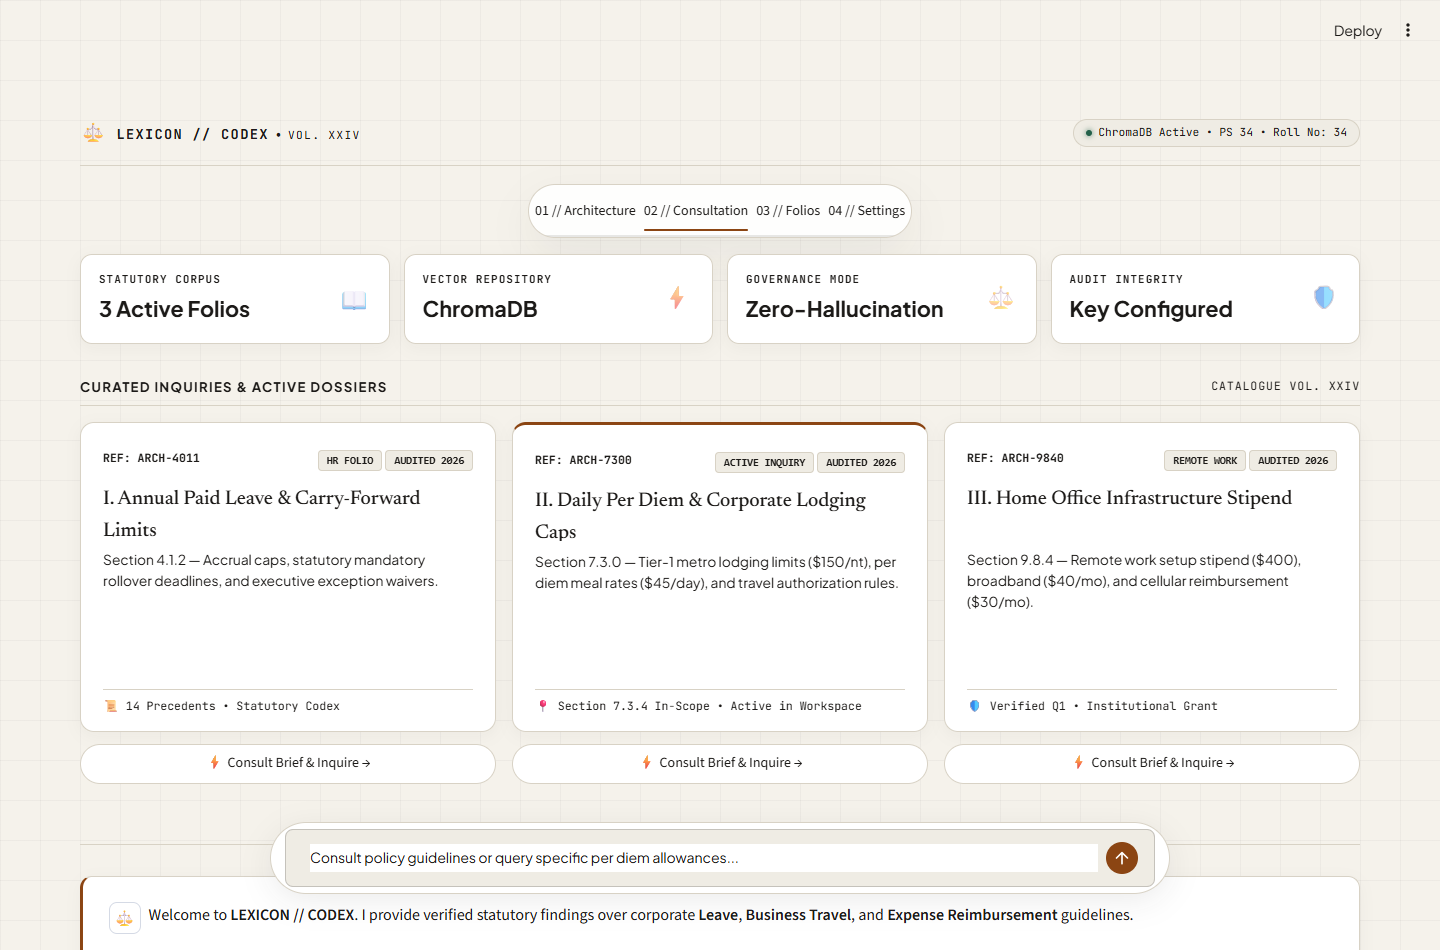 Deploy
LEXICON // CODEX • VOL. XXIV
ChromaDB Active • PS 34 • Roll No: 34
01 // Architecture 02 // Consultation 03 // Folios 04 // Settings
STATUTORY CORPUS
3 Active Folios
VECTOR REPOSITORY
ChromaDB
GOVERNANCE MODE
Zero-Hallucination
AUDIT INTEGRITY
Key Configured
CURATED INQUIRIES & ACTIVE DOSSIERS
CATALOGUE VOL. XXIV
REF: ARCH-4011
HR FOLIO AUDITED 2026
I. Annual Paid Leave & Carry-Forward
Limits
Section 4.1.2 — Accrual caps, statutory mandatory
rollover deadlines, and executive exception waivers.
14 Precedents • Statutory Codex
Consult Brief & Inquire →
REF: ARCH-7300
ACTIVE INQUIRY AUDITED 2026
II. Daily Per Diem & Corporate Lodging
Caps
Section 7.3.0 — Tier-1 metro lodging limits ($150/nt), per
diem meal rates ($45/day), and travel authorization rules.
Section 7.3.4 In-Scope • Active in Workspace
Consult Brief & Inquire →
REF: ARCH-9840
REMOTE WORK AUDITED 2026
III. Home Office Infrastructure Stipend
Section 9.8.4 — Remote work setup stipend ($400),
broadband ($40/mo), and cellular reimbursement
($30/mo).
Verified Q1 • Institutional Grant
Consult Brief & Inquire →
Consult policy guidelines or query specific per diem allowances...
Welcome to LEXICON // CODEX. I provide verified statutory findings over corporate Leave, Business Travel, and Expense Reimbursement guidelines.